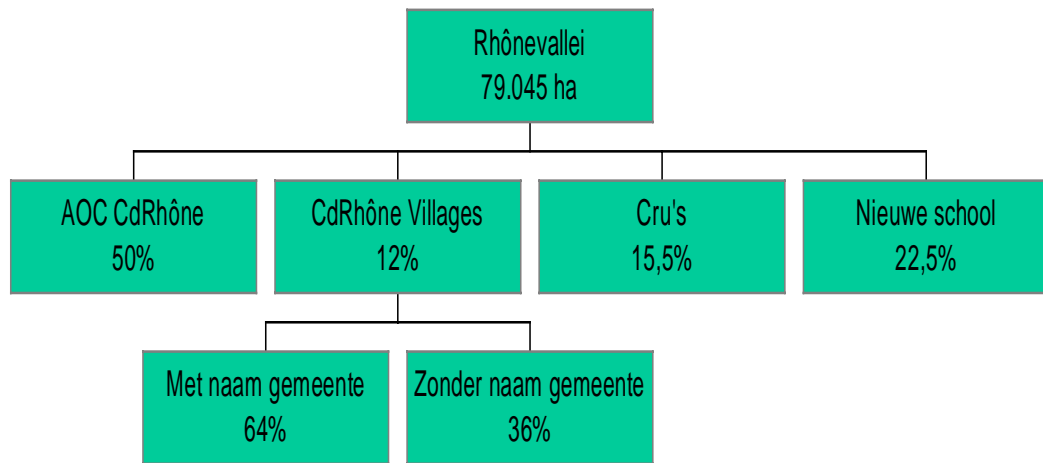 Rhônevallei
79.045 ha
AOC CdRhône
50%
CdRhône Villages
12%
Cru's
15,5%
Nieuwe school
22,5%
Met naam gemeente
64%
Zonder naam gemeente
36%